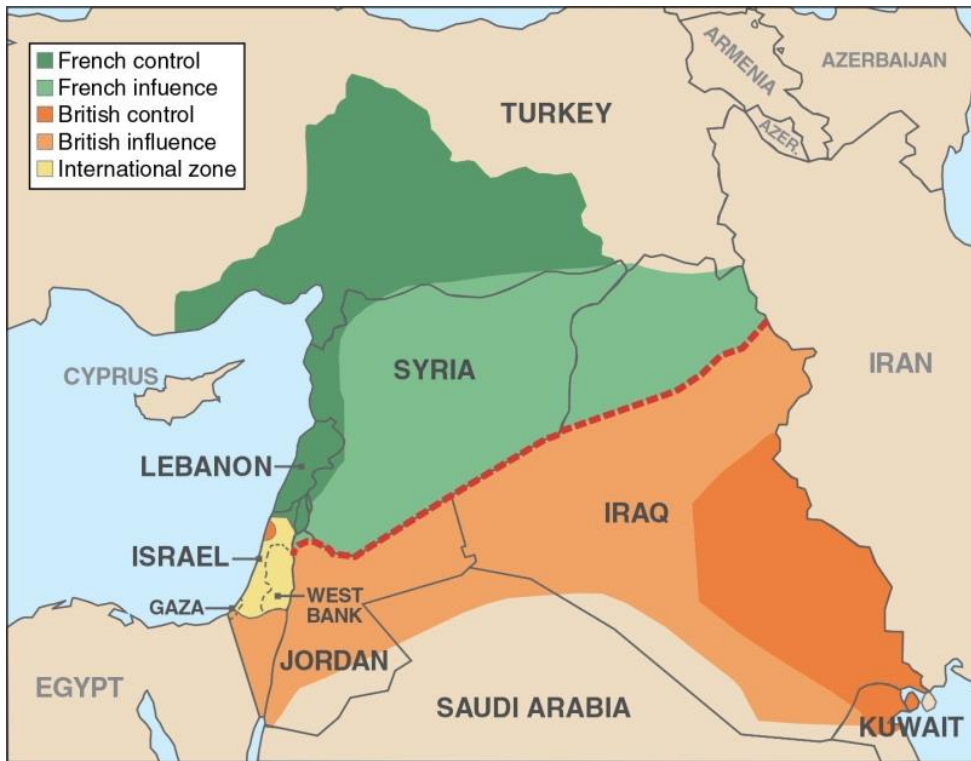 French control
French infuence
British control
British influence
International zone
ARMENIA
AZERBAIJAN
TURKEY
AZER.
CYPRUS
SYRIA
IRAN
LEBANON
IRAQ
ISRAEL
GAZA
WEST
BANK
JORDAN
EGYPT
SAUDI ARABIA
KUWAIT